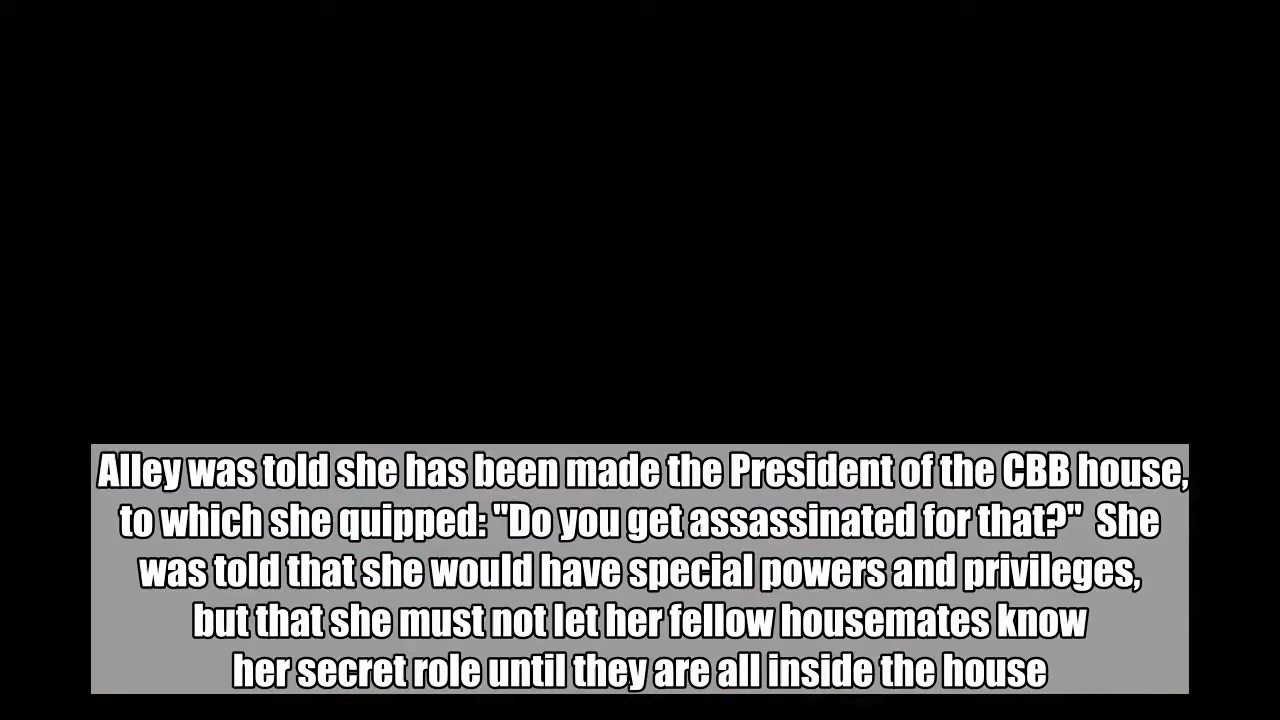 Alley was told she has been made the President of the CBB house,
to which she quipped: "Do you get assassinated for that?"  She
was told that she would have special powers and privileges,
but that she must not let her fellow housemates know
her secret role until they are all inside the house